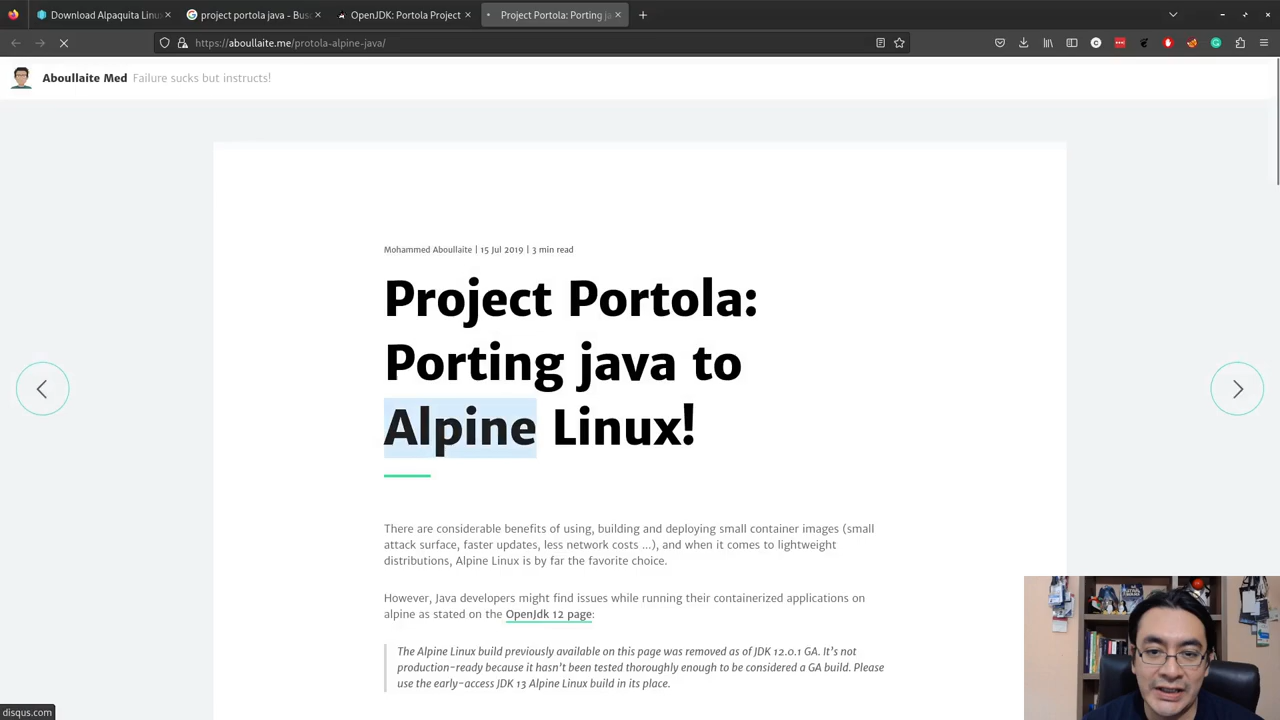 Download Alpaquita Linu
project portola java - Bus
OpenJDK: Portola Project
Project Portola: Porting ja
https://aboullaite.me/protola-alpine-java/
Aboullaite Med Failure sucks but instructs!
Mohammed Aboullaite | 15 Jul 2019 | 3 min read
Project Portola:
Porting java to
Alpine Linux!
There are considerable benefits of using, building and deploying small container images (small
attack surface, faster updates, less network costs ...), and when it comes to lightweight
distributions, Alpine Linux is by far the favorite choice.
However, Java developers might find issues while running their containerized applications on
alpine as stated on the OpenJdk 12 page:
The Alpine Linux build previously available on this page was removed as of JDK 12.0.1 GA. It's not
production-ready because it hasn't been tested thoroughly enough to be considered a GA build. Please
use the early-access JDK 13 Alpine Linux build in its place.
disqus.com